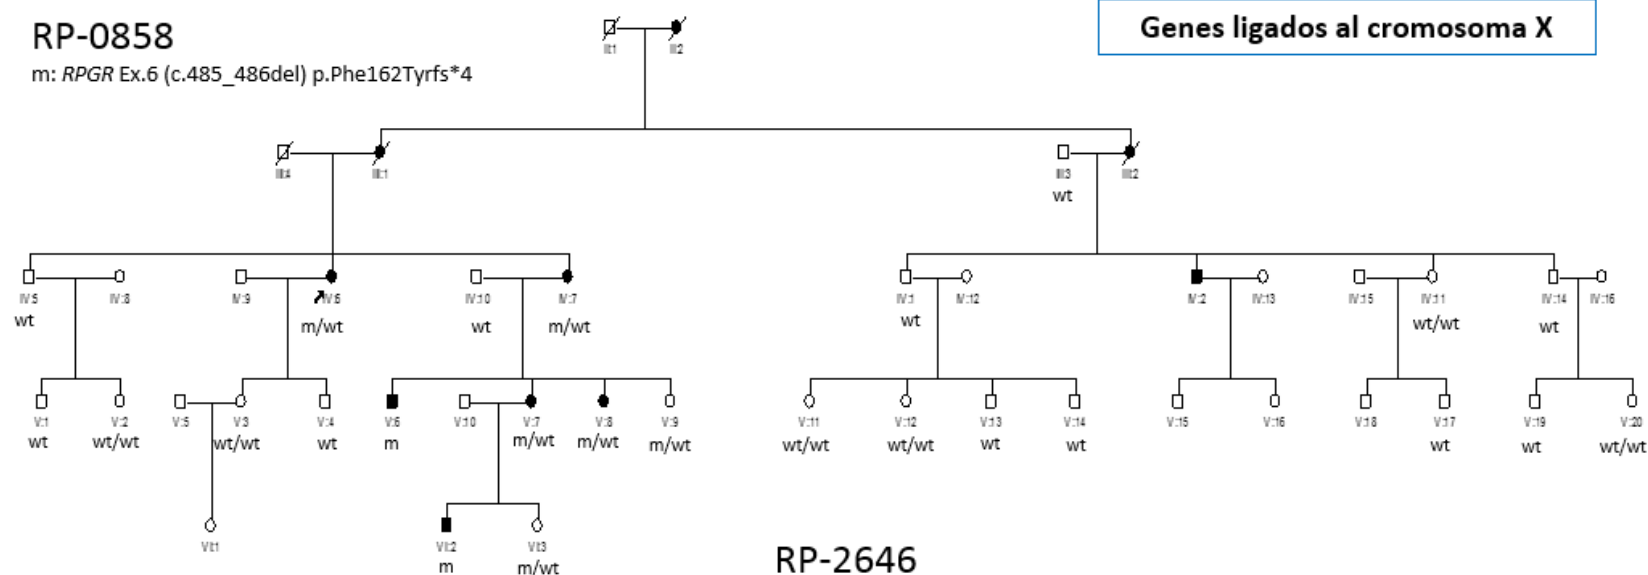 Genes ligados al cromosoma X
RP-0858
m: RPGR Ex.6 (c.485_486del) p.Phe162Tyrfs*4
II:1 II:2
III:4 III:1 III:3 III:2
wt
IV:5 IV:8 IV:9 IV:6 IV:10 IV:7 IV:1 IV:12 IV:2 IV:13 IV:15 IV:11 IV:14 IV:16
wt m/wt wt m/wt wt wt/wt wt
V:1 V:2 V:5 V:3 V:4 V:6 V:10 V:7 V:8 V:9 V:11 V:12 V:13 V:14 V:15 V:16 V:18 V:17 V:19 V:20
wt wt/wt wt/wt wt m m/wt m/wt m/wt wt/wt wt/wt wt wt wt wt wt/wt
VI:1 VI:2 VI:3
m m/wt
RP-2646